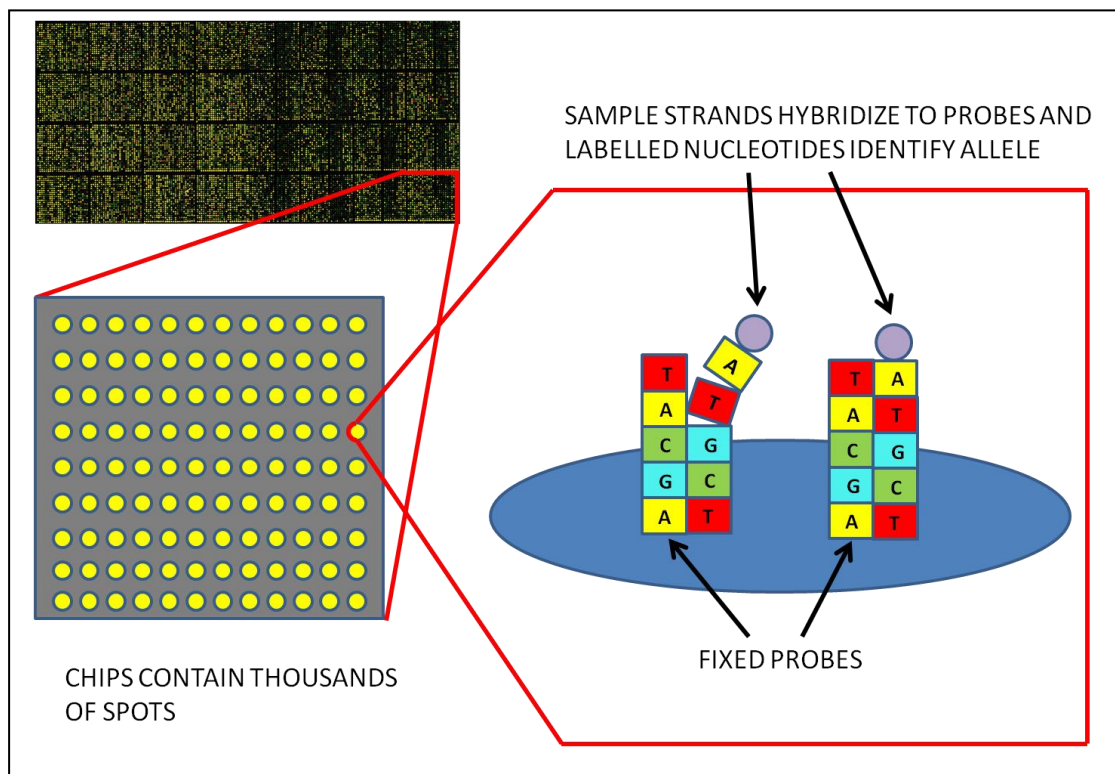 SAMPLE STRANDS HYBRIDIZE TO PROBES AND
LABELLED NUCLEOTIDES IDENTIFY ALLELE
A
T
T A
A
T
A T
C G
C G
G C
G C
A T
A T
FIXED PROBES
CHIPS CONTAIN THOUSANDS
OF SPOTS